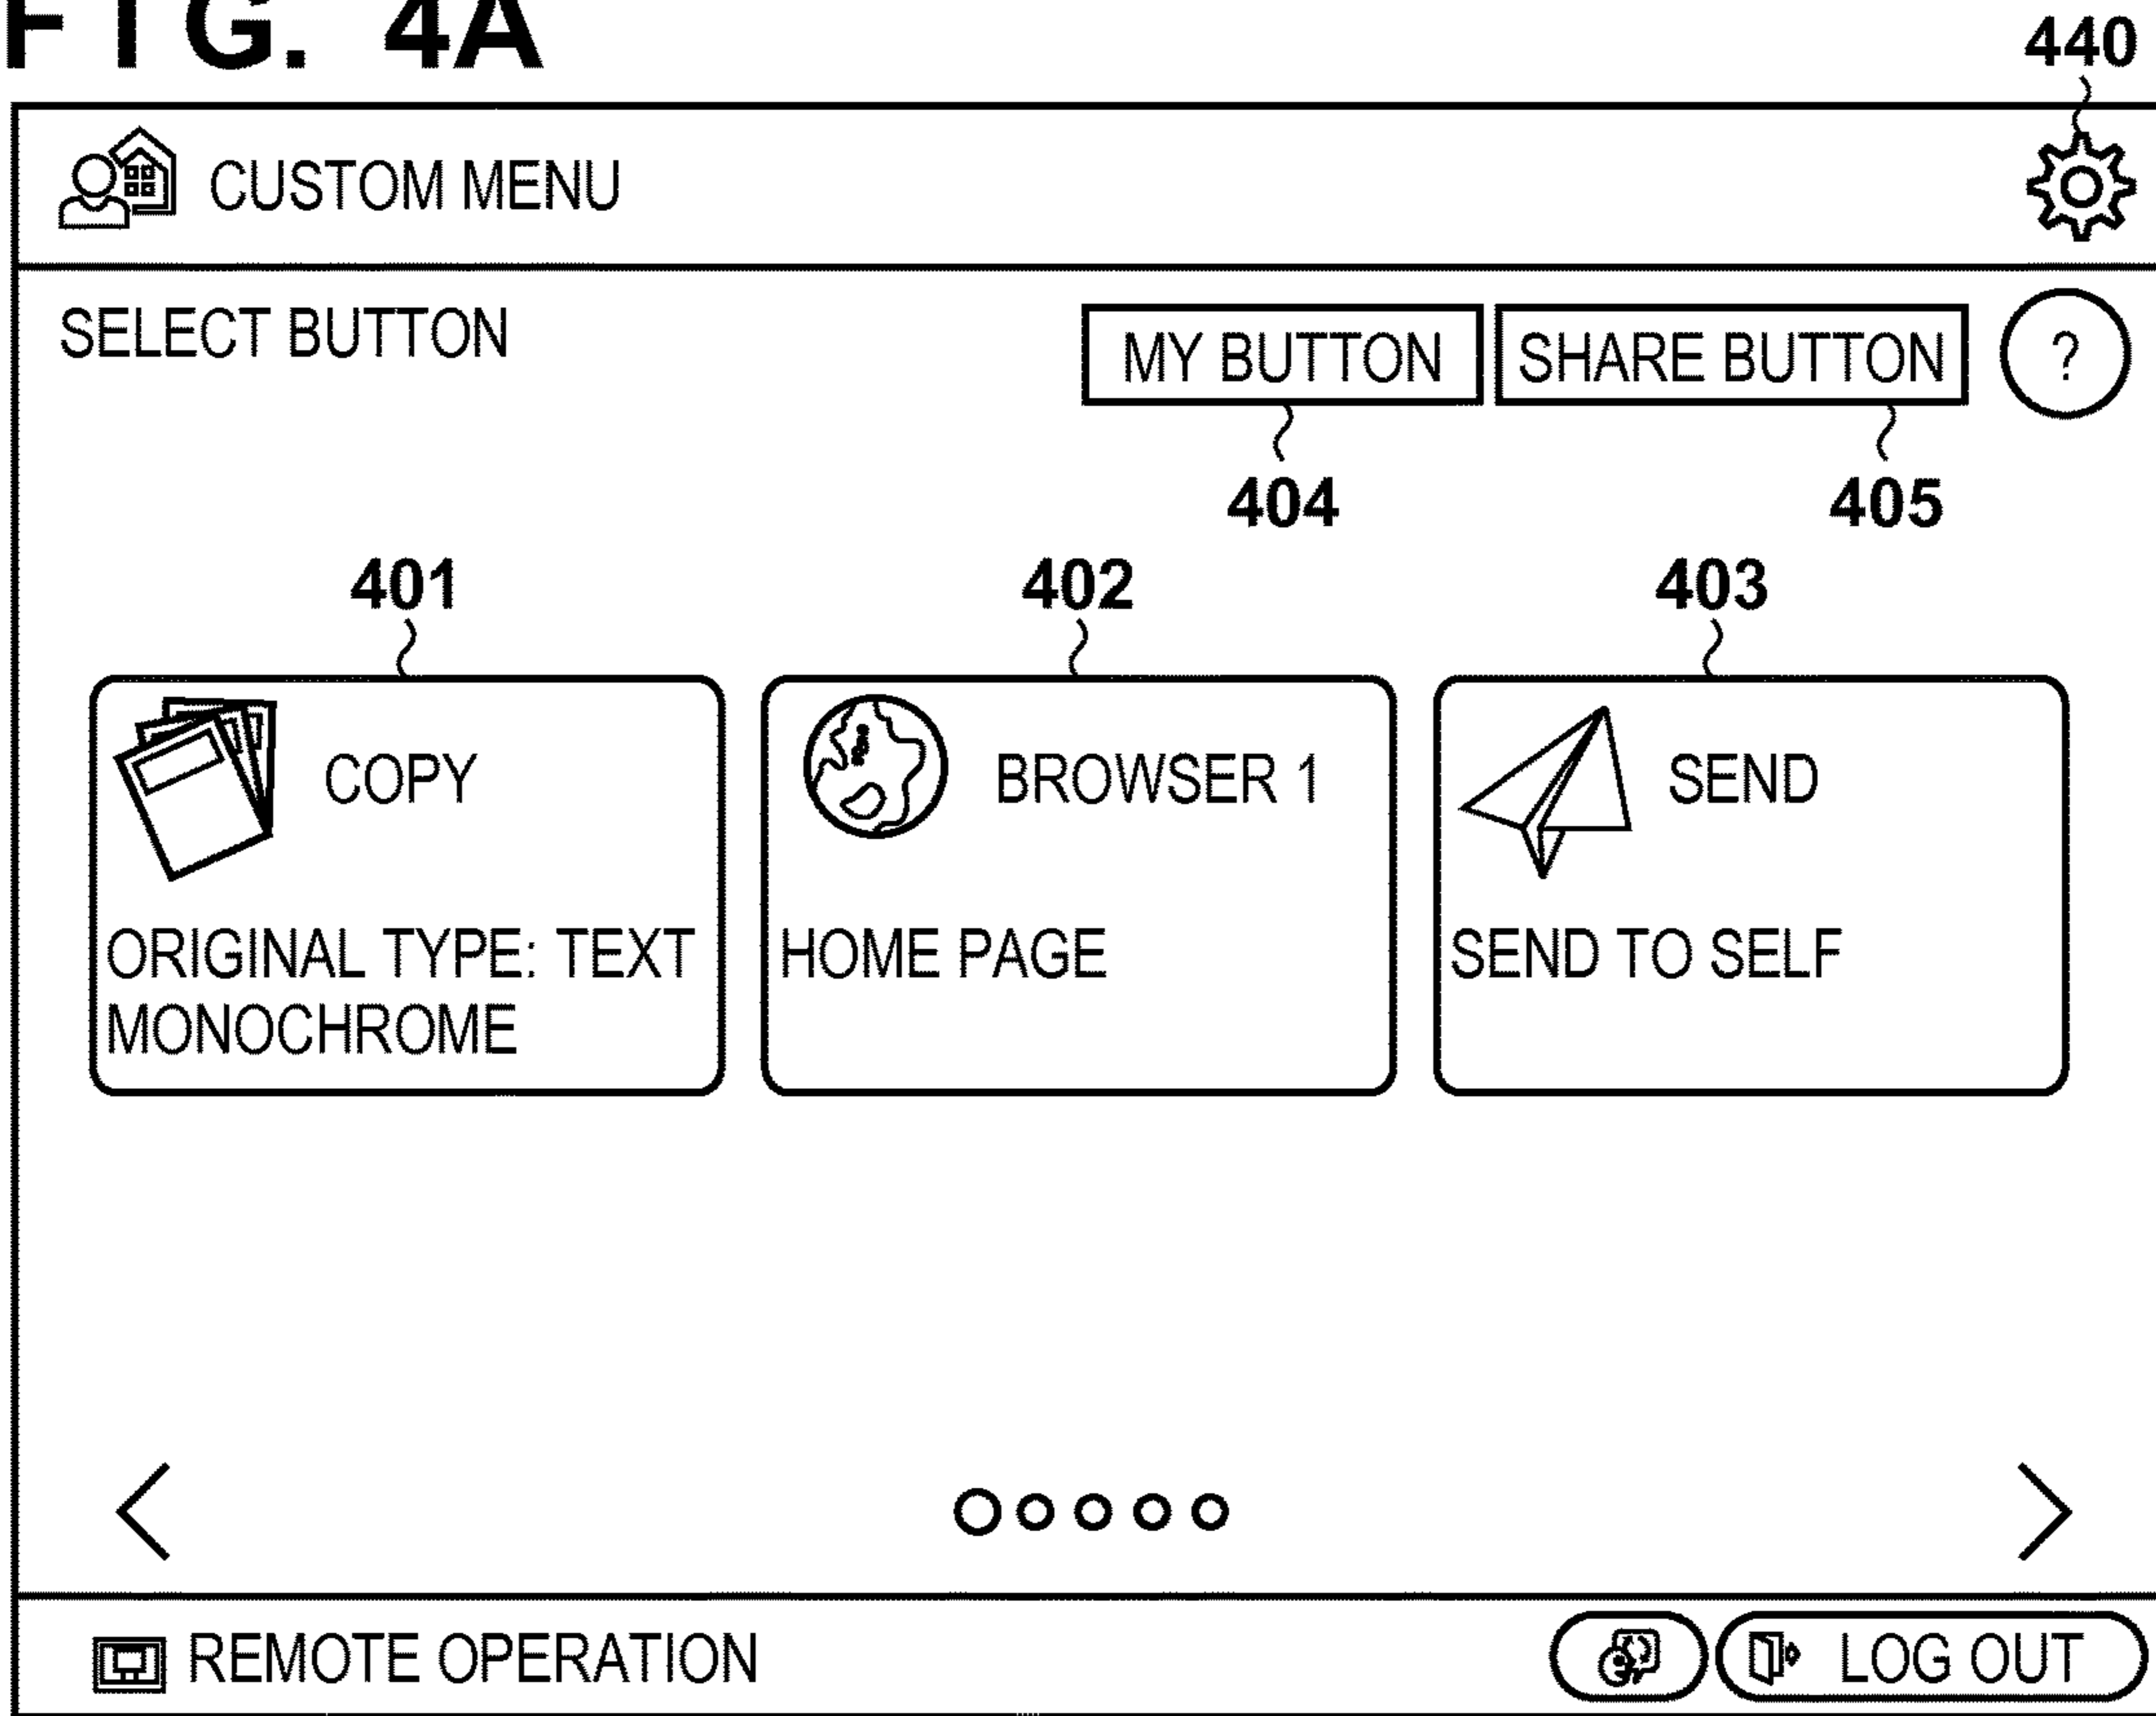 FIG. 4A
440
CUSTOM MENU
SELECT BUTTON
MY BUTTON
SHARE BUTTON
?
404
405
401
402
403
COPY
BROWSER 1
SEND
ORIGINAL TYPE: TEXT
MONOCHROME
HOME PAGE
SEND TO SELF
REMOTE OPERATION
LOG OUT